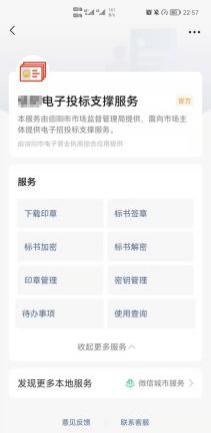 22:57
电子投标支撑服务
官方
本服务由信阳市市场监督管理局提供，面向市场主
体提供电子招投标支撑服务。
由信阳市电子营业执照综合应用提供
服务
下载印章
标书签章
标书加密
标书解密
印章管理
密钥管理
待办事项
使用查询
收起更多服务
发现更多本地服务
微信城市服务
意见反馈
联系客服